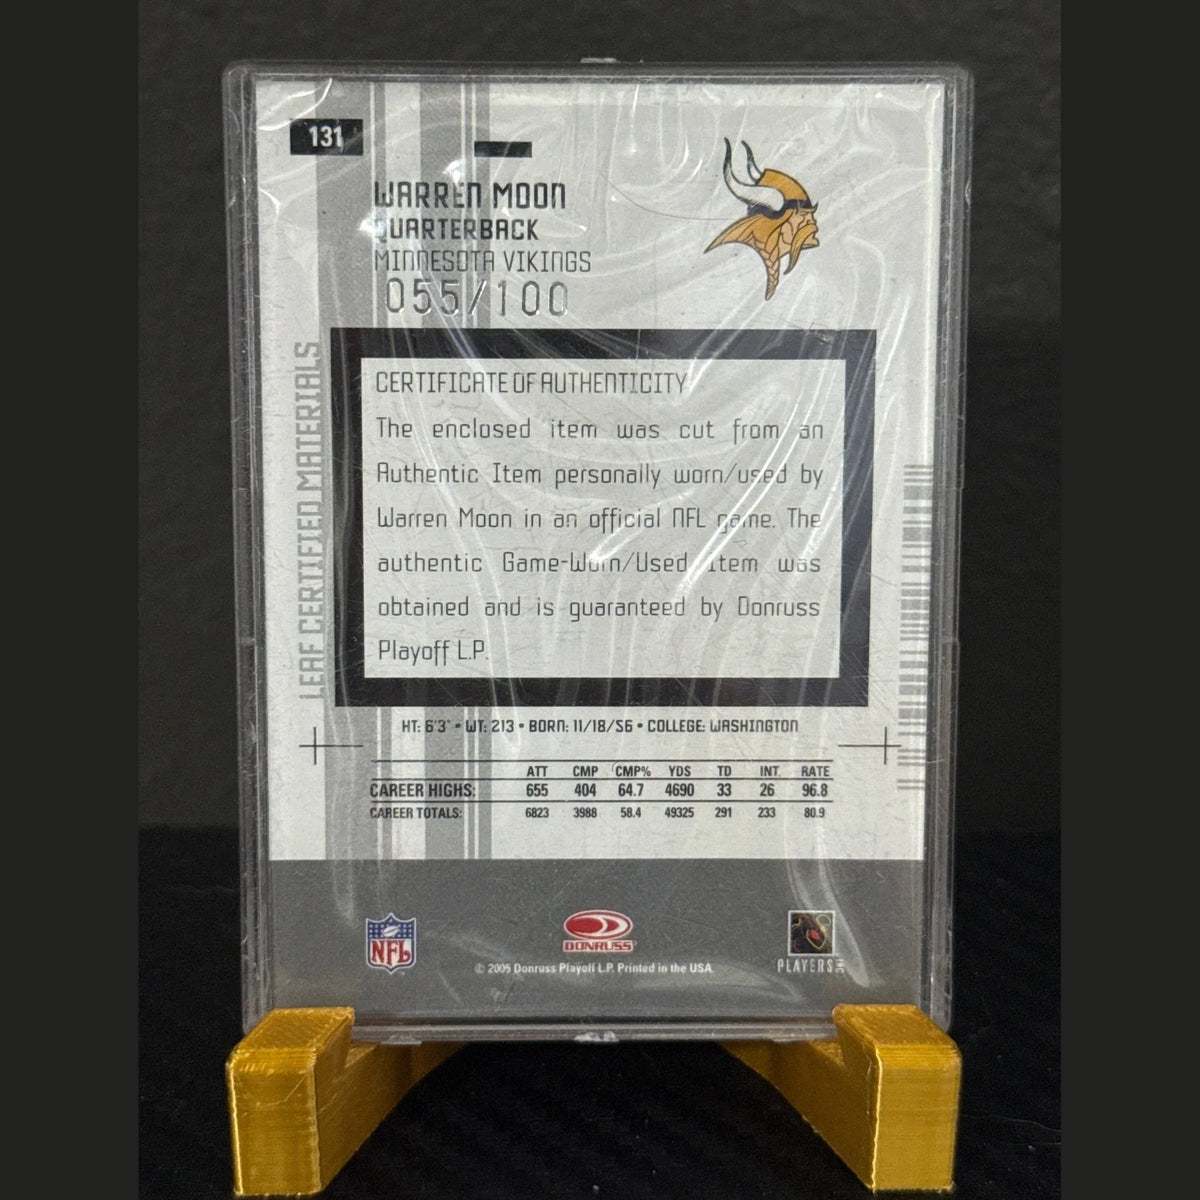 131
WARREN MOON
QUARTERBACK
MINNESOTA VIKINGS
055/100
LEAF CERTIFIED MATERIALS
CERTIFICATE OF AUTHENTICITY
The enclosed item was cut from an
Authentic Item personally worn/used by
Warren Moon in an official NFL game. The
authentic Game-Worn/Used Item was
obtained and is guaranteed by Donruss
Playoff L.P.
HT: 6'3" • WT: 213 • BORN: 11/18/56 • COLLEGE: WASHINGTON
ATT CMP CMP% YDS TD INT. RATE
CAREER HIGHS: 655 404 64.7 4690 33 26 96.8
CAREER TOTALS: 6823 3988 58.4 49325 291 233 80.9
NFL
DONRUSS
© 2005 Donruss Playoff L.P. Printed in the USA
PLAYERS INC